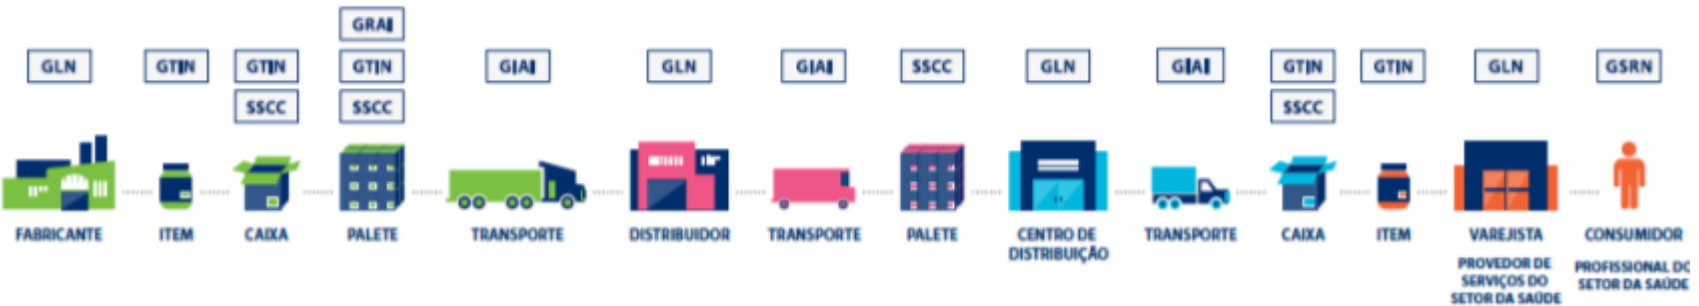 GRAI
GLN GTIN GTIN GTIN GIAI GLN GIAI SSCC GLN GIAI GTIN GTIN GLN GSRN
SSCC SSCC SSCC
FABRICANTE ITEM CAIXA PALETE TRANSPORTE DISTRIBUIDOR TRANSPORTE PALETE CENTRO DE TRANSPORTE CAIXA ITEM VAREJISTA CONSUMIDOR
DISTRIBUIÇÃO
PROVEDOR DE PROFISSIONAL DO
SERVIÇOS DO SETOR DA SAÚDE
SETOR DA SAÚDE